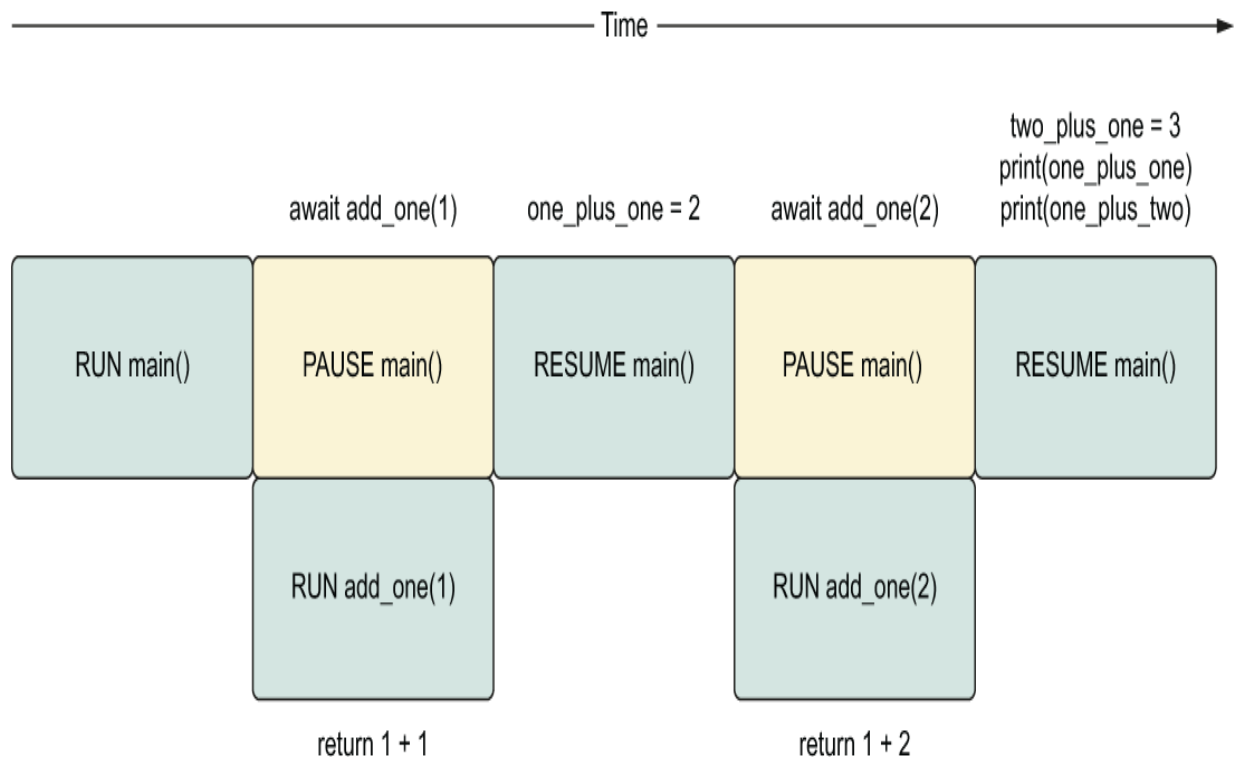 Time
two_plus_one = 3
print(one_plus_one)
await add_one(1) one_plus_one = 2 await add_one(2) print(one_plus_two)
RUN main() PAUSE main() RESUME main() PAUSE main() RESUME main()
RUN add_one(1) RUN add_one(2)
return 1 + 1 return 1 + 2